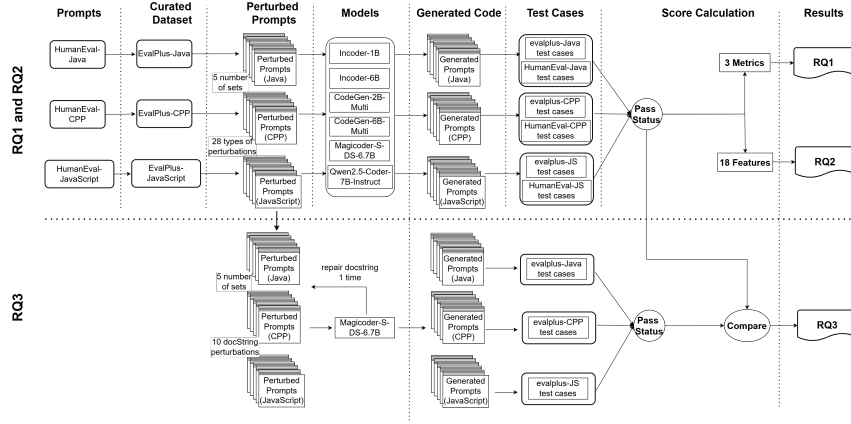 Prompts
Curated
Dataset
Perturbed
Prompts
Models
Generated Code
Test Cases
Score Calculation
Results
RQ1 and RQ2
HumanEval-
Java
EvalPlus-Java
Perturbed
Prompts
(Java)
5 number
of sets
HumanEval-
CPP
EvalPlus-CPP
Perturbed
Prompts
(CPP)
28 types of
perturbations
HumanEval-
JavaScript
EvalPlus-
JavaScript
Perturbed
Prompts
(JavaScript)
Incoder-1B
Incoder-6B
CodeGen-2B-
Multi
CodeGen-6B-
Multi
Magicoder-S-
DS-6.7B
Qwen2.5-Coder-
7B-Instruct
Generated
Prompts
(Java)
Generated
Prompts
(CPP)
Generated
Prompts
(JavaScript)
evalplus-Java
test cases
HumanEval-Java
test cases
evalplus-CPP
test cases
HumanEval-CPP
test cases
evalplus-JS
test cases
HumanEval-JS
test cases
Pass
Status
3 Metrics
18 Features
RQ1
RQ2
RQ3
Perturbed
Prompts
(Java)
5 number
of sets
Perturbed
Prompts
(CPP)
10 docString
perturbations
Perturbed
Prompts
(JavaScript)
repair docstring
1 time
Magicoder-S-
DS-6.7B
Generated
Prompts
(Java)
Generated
Prompts
(CPP)
Generated
Prompts
(JavaScript)
evalplus-Java
test cases
evalplus-CPP
test cases
evalplus-JS
test cases
Pass
Status
Compare
RQ3